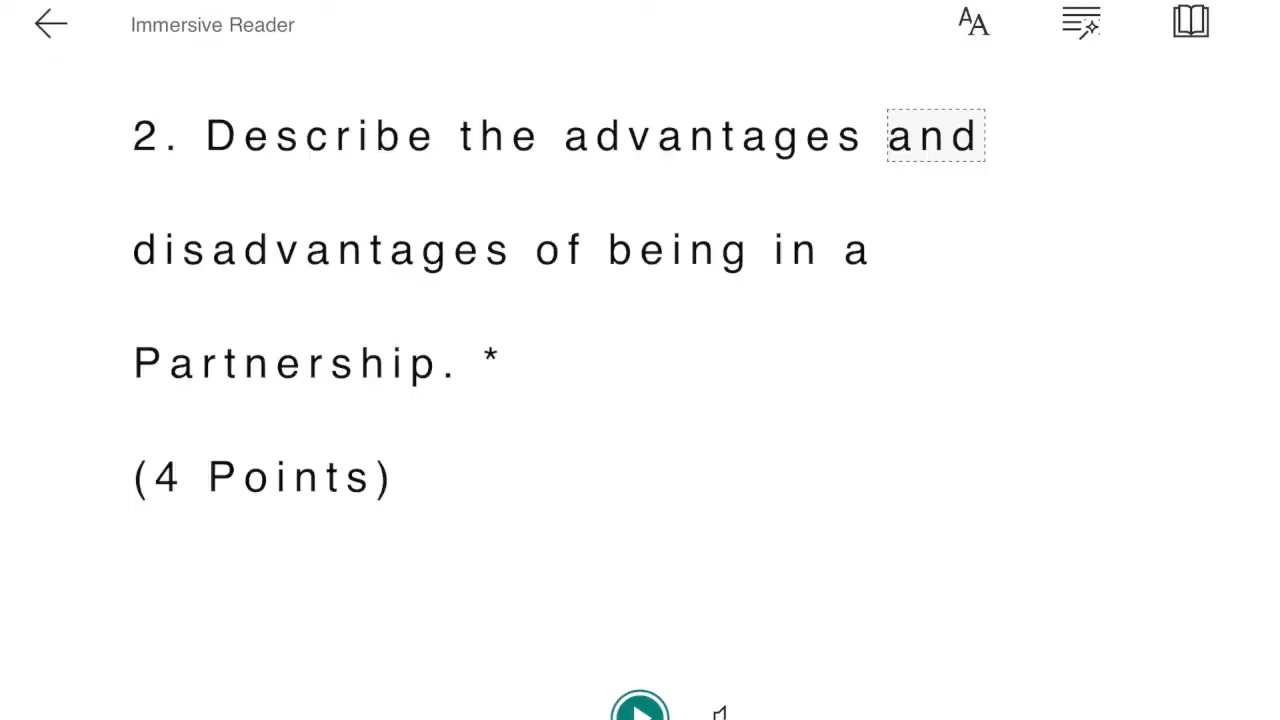 Immersive Reader
2. Describe the advantages and
disadvantages of being in a
Partnership. *
(4 Points)